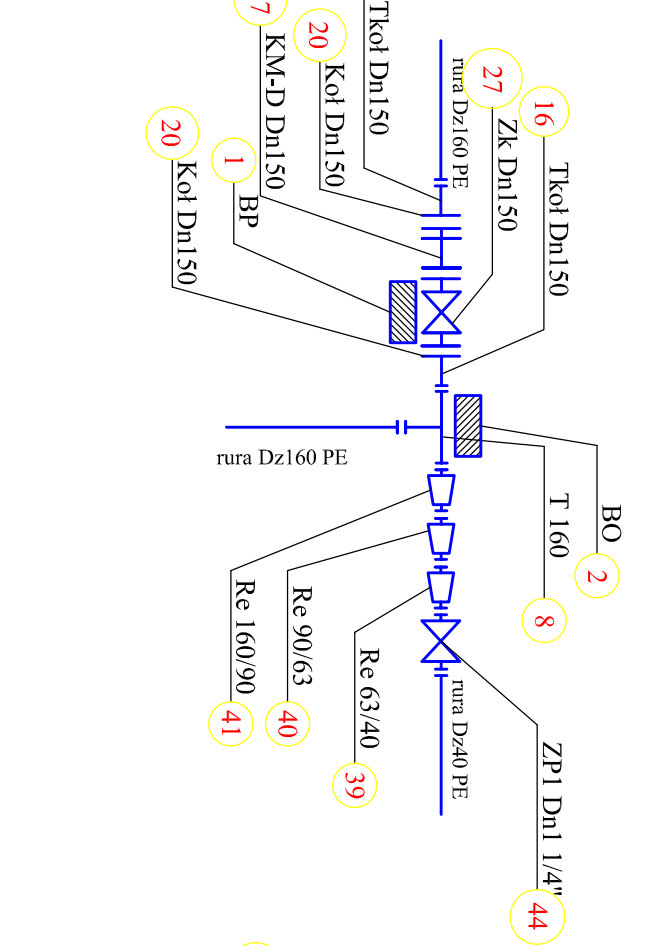 Tkoł Dn150
20
Koł Dn150
7
KM-D Dn150
20
Koł Dn150
1
BP
rura Dz160 PE
27
Zk Dn150
16
Tkoł Dn150
rura Dz160 PE
BO
2
T 160
8
Re 160/90
41
Re 90/63
40
Re 63/40
39
rura Dz40 PE
ZP1 Dn1 1/4"
44